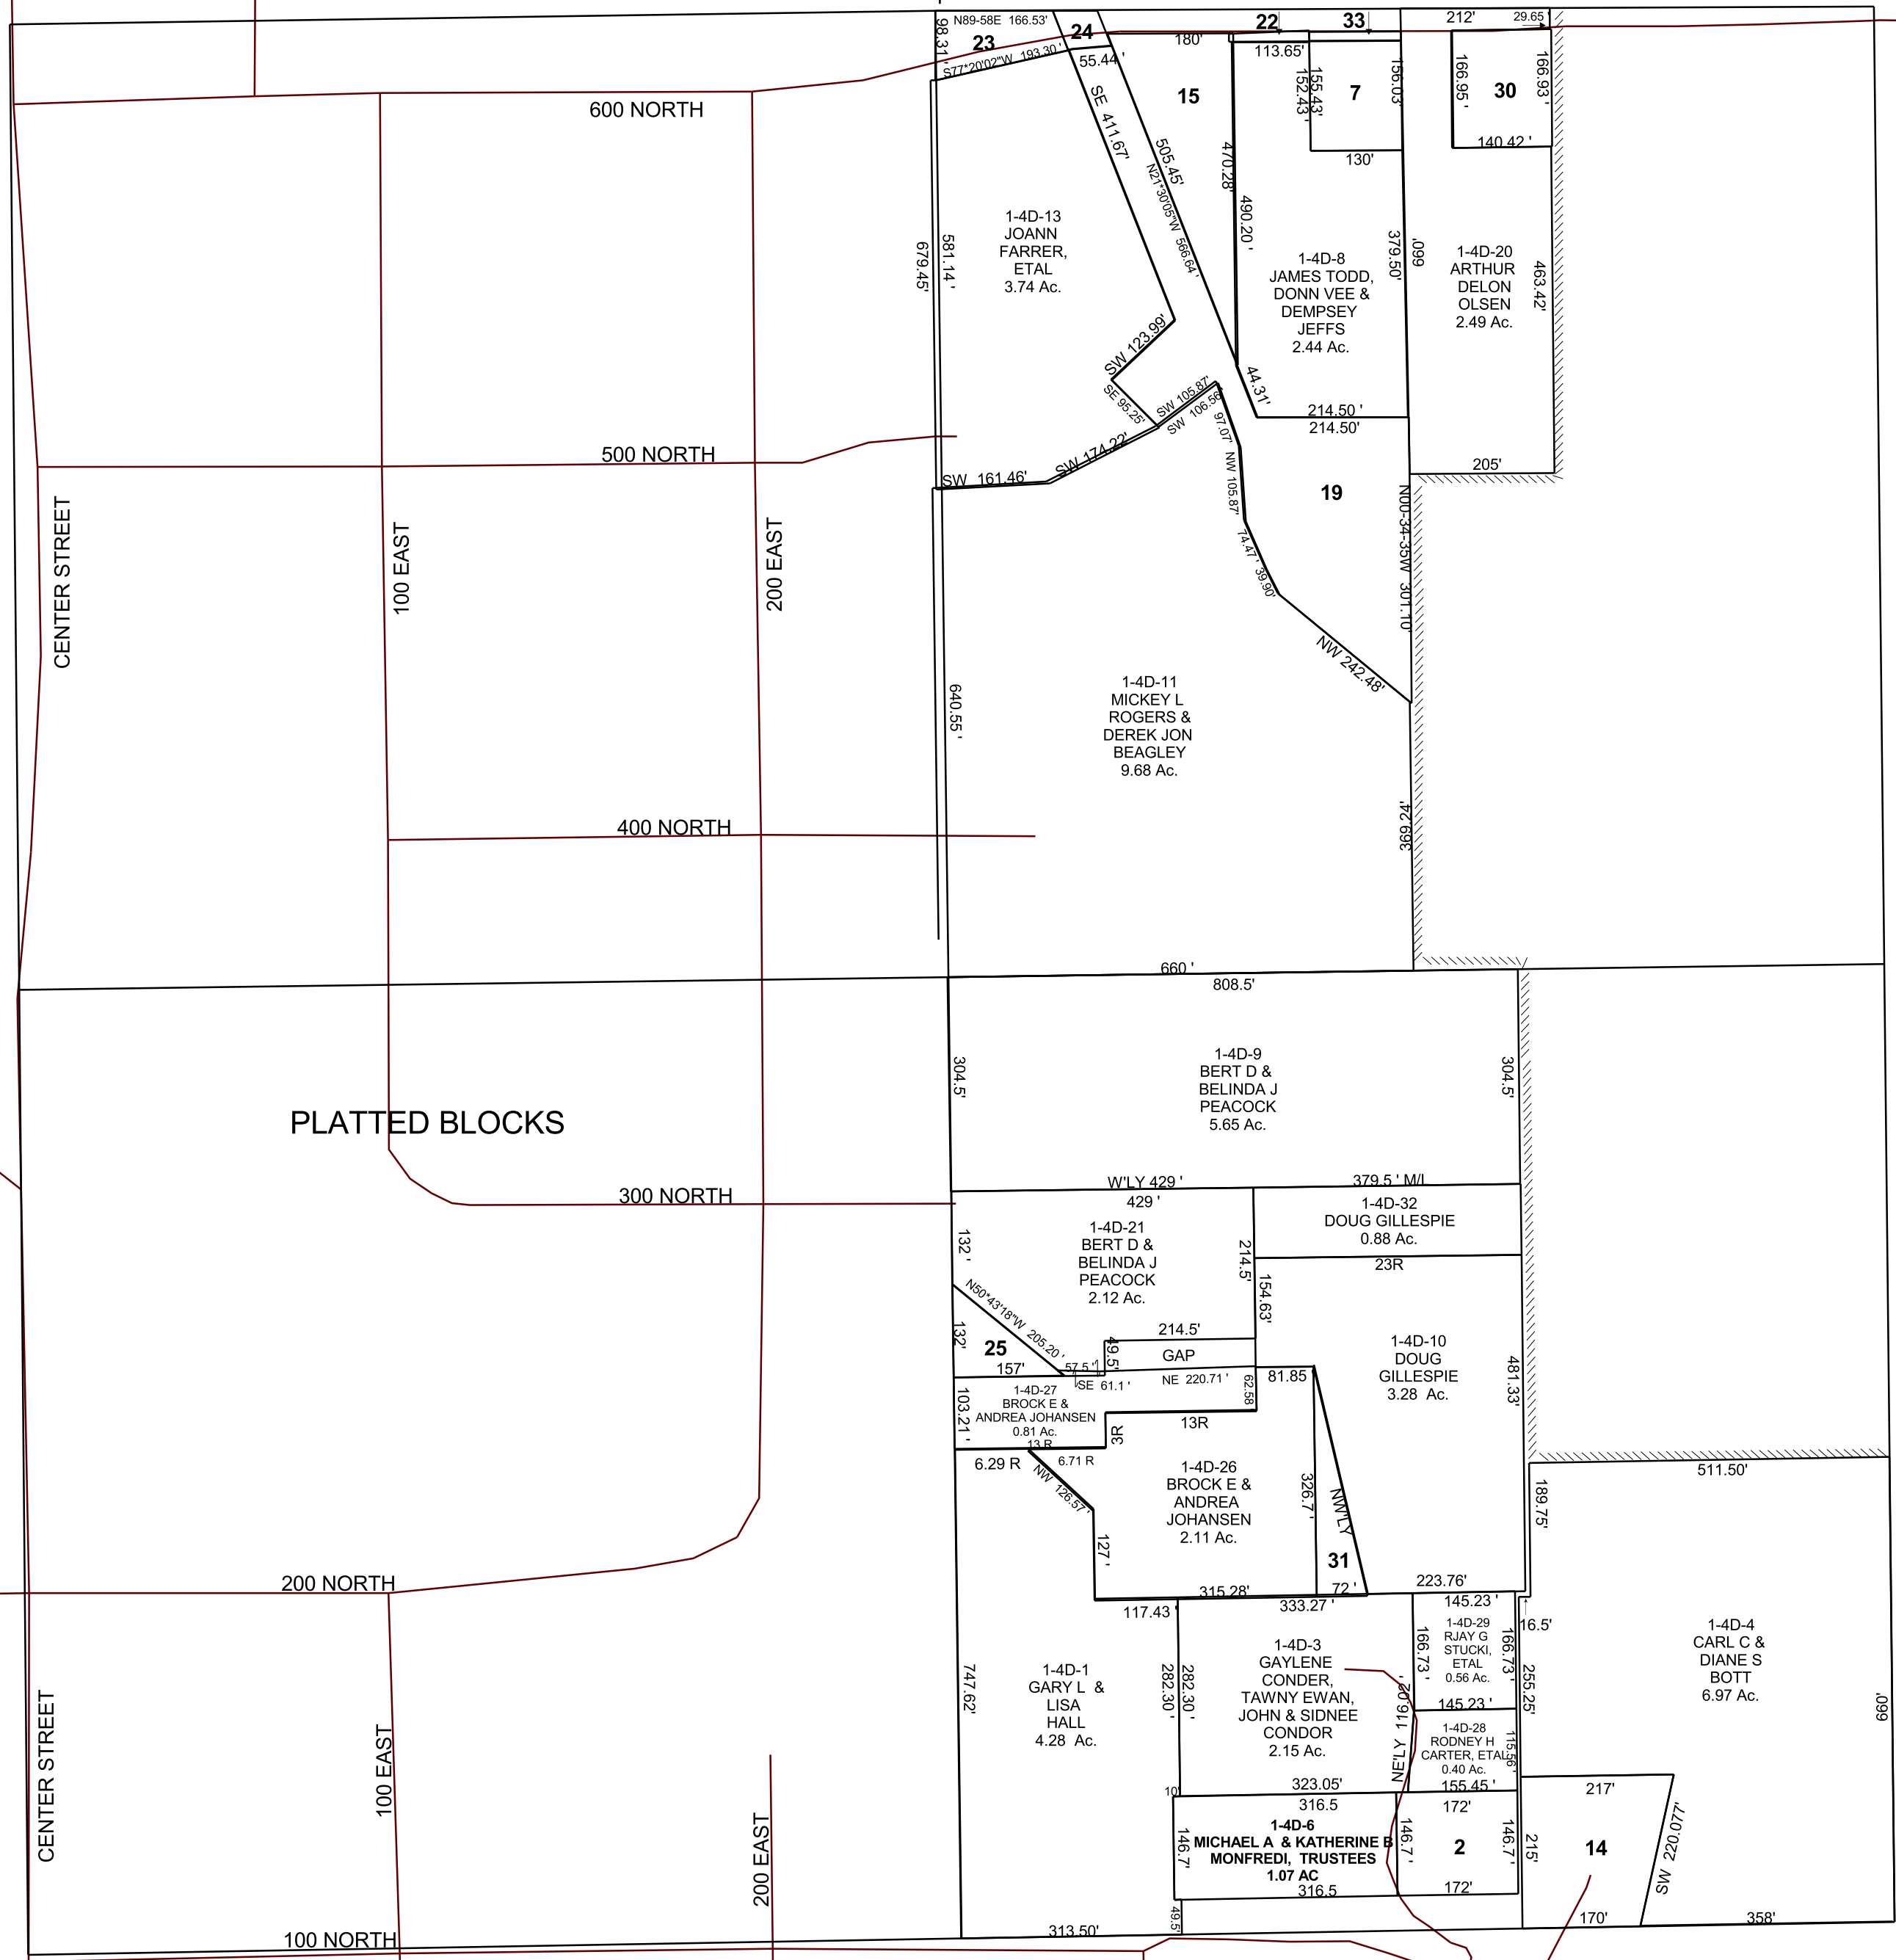 N89-58E 166.53'
24
22
33
212'
29.65 '
98.31'
23
S77*20'02"W 193.30 '
55.44 '
180'
113.65'
600 NORTH
SE 411.67'
15
505.45'
N21*30'05"W 566.64 '
470.28'
490.20 '
152.43 '
155.43'
7
156.03'
130'
166.95 '
30
166.93 '
140.42 '
679.45'
581.14 '
1-4D-13
JOANN
FARRER,
ETAL
3.74 Ac.
1-4D-8
JAMES TODD,
DONN VEE &
DEMPSEY
JEFFS
2.44 Ac.
379.50'
660'
1-4D-20
ARTHUR
DELON
OLSEN
2.49 Ac.
463.42'
SW 123.99'
SE 95.25'
SW 105.87'
SW 106.56'
44.31'
214.50 '
214.50'
205'
500 NORTH
SW 161.46'
SW 174.22'
97.07'
NW 105.87'
74.47 '
39.90'
19
N00-34-35W 301.10'
NW 242.48'
CENTER STREET
100 EAST
200 EAST
640.55 '
1-4D-11
MICKEY L
ROGERS &
DEREK JON
BEAGLEY
9.68 Ac.
369.24'
400 NORTH
660 '
808.5'
304.5'
1-4D-9
BERT D &
BELINDA J
PEACOCK
5.65 Ac.
304.5'
PLATTED BLOCKS
W'LY 429 '
379.5 ' M/L
300 NORTH
429 '
132 '
1-4D-21
BERT D &
BELINDA J
PEACOCK
2.12 Ac.
214.5'
1-4D-32
DOUG GILLESPIE
0.88 Ac.
23R
154.63'
N50*43'18"W 205.20 '
132'
25
157'
57.5 '
49.5'
214.5'
GAP
SE 61.1 '
NE 220.71 '
62.58
81.85
1-4D-10
DOUG
GILLESPIE
3.28 Ac.
481.33'
103.21 '
1-4D-27
BROCK E &
ANDREA JOHANSEN
0.81 Ac.
13 R
3R
13R
6.29 R
6.71 R
NW 126.57 '
1-4D-26
BROCK E &
ANDREA
JOHANSEN
2.11 Ac.
326.7 '
NW'LY
31
127 '
511.50'
189.75'
200 NORTH
315.28'
72 '
223.76'
117.43 '
333.27 '
145.23 '
16.5'
747.62'
1-4D-1
GARY L &
LISA
HALL
4.28 Ac.
282.30 '
282.30 '
1-4D-3
GAYLENE
CONDER,
TAWNY EWAN,
JOHN & SIDNEE
CONDOR
2.15 Ac.
166.73 '
1-4D-29
RJAY G
STUCKI,
ETAL
0.56 Ac.
166.73 '
145.23 '
255.25'
1-4D-4
CARL C &
DIANE S
BOTT
6.97 Ac.
660'
NE'LY 116.02'
1-4D-28
RODNEY H
CARTER, ETAL
0.40 Ac.
115.56'
155.45 '
10'
323.05'
316.5
172'
217'
CENTER STREET
100 EAST
200 EAST
146.7'
1-4D-6
MICHAEL A & KATHERINE B
MONFREDI, TRUSTEES
1.07 AC
316.5
146.7 '
2
146.7 '
172'
215'
14
SW 220.077'
49.5'
100 NORTH
313.50'
170'
358'